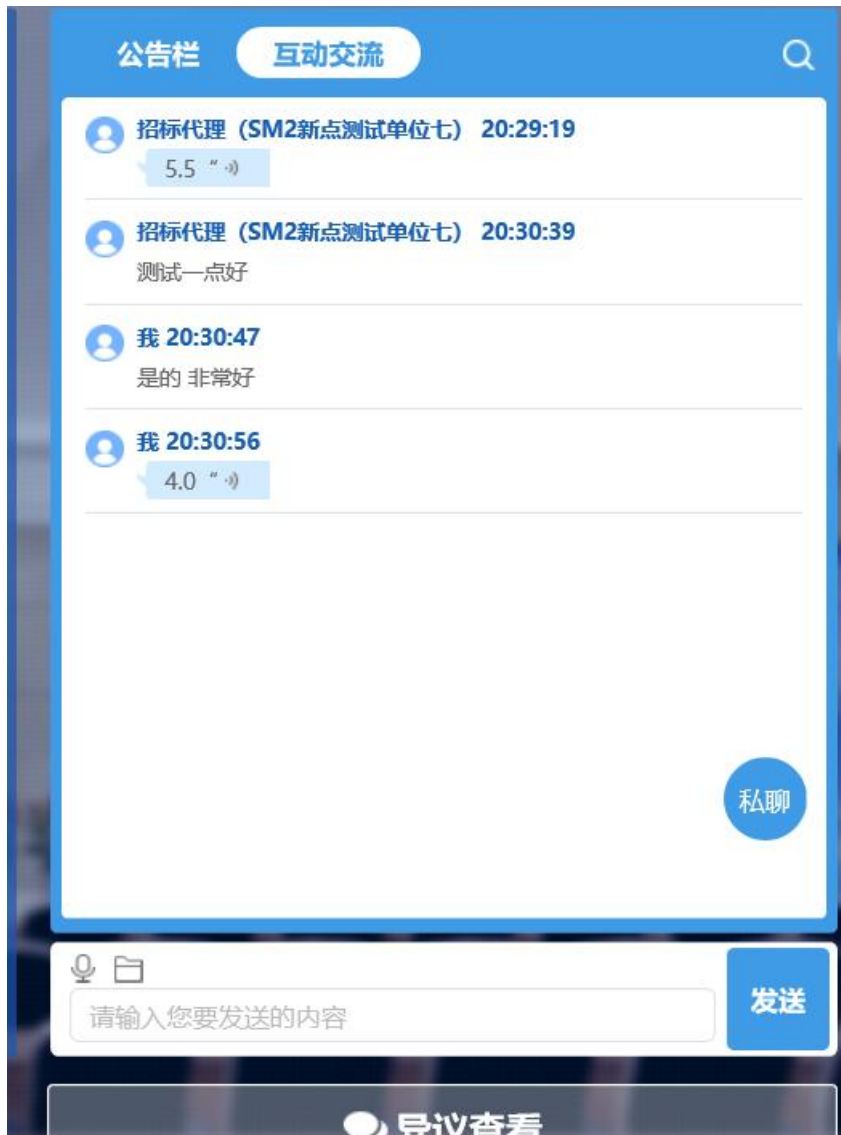 公告栏 互动交流
招标代理（SM2新点测试单位七） 20:29:19
5.5 "
招标代理（SM2新点测试单位七） 20:30:39
测试一点好
我 20:30:47
是的 非常好
我 20:30:56
4.0 "
私聊
请输入您要发送的内容
发送
异议查看